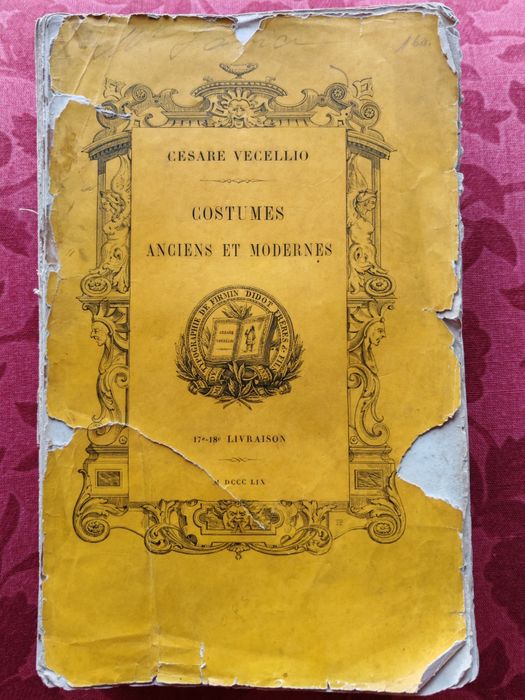 160.
CESARE VECELLIO
COSTUMES
ANCIENS ET MODERNES
TYPOGRAPHIE DE FIRMIN DIDOT FRÈRES & FILS
CESARE
VECELLIO
17e-18e LIVRAISON
M DCCC LIX